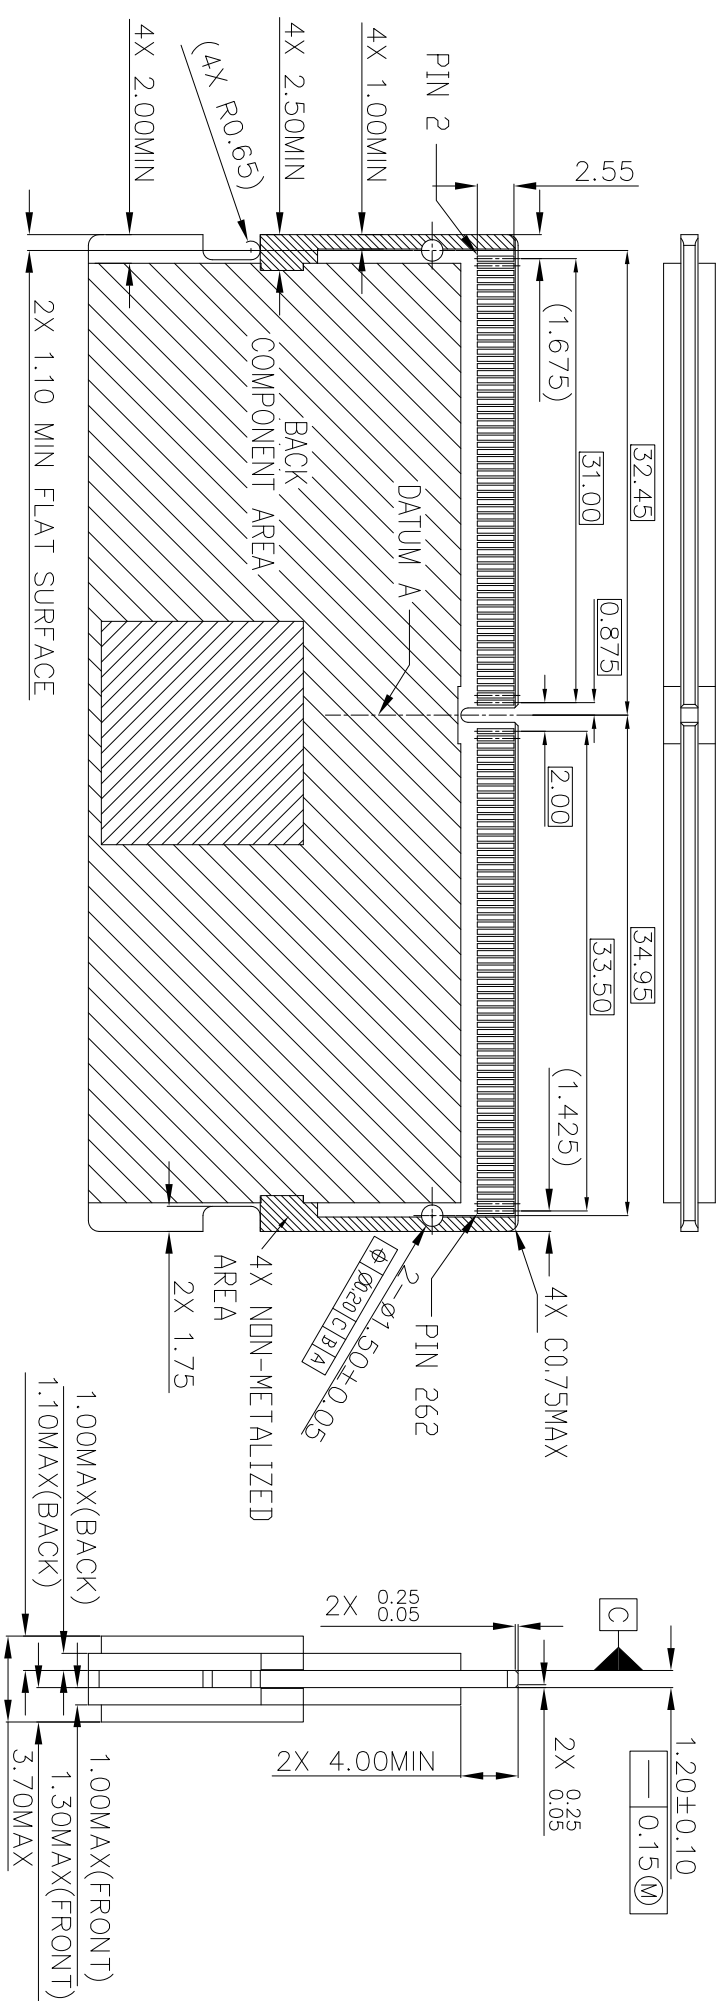 PIN 2
4X 1.00MIN
4X 2.50MIN
(4X R0.65)
4X 2.00MIN
2X 1.10 MIN FLAT SURFACE
2.55
(1.675)
31.00
32.45
0.875
2.00
33.50
34.95
(1.425)
BACK
COMPONENT AREA
DATUM A
4X C0.75MAX
PIN 262
2-ø1.50±0.05
⌖ Ø0.20 C B A
4X NON-METALIZED
AREA
2X 1.75
C
1.20±0.10
— 0.15 Ⓜ
2X 0.25
0.05
2X 0.25
0.05
2X 4.00MIN
1.00MAX(BACK)
1.10MAX(BACK)
1.00MAX(FRONT)
1.30MAX(FRONT)
3.70MAX